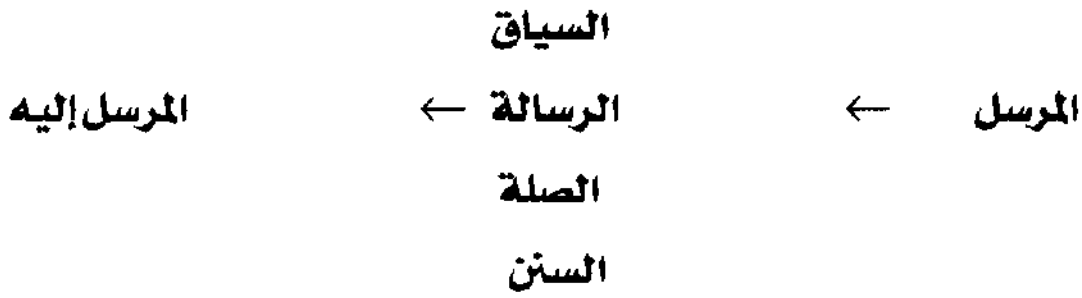 السياق
المرسل ← الرسالة ← المرسل إليه
الصلة
السنن